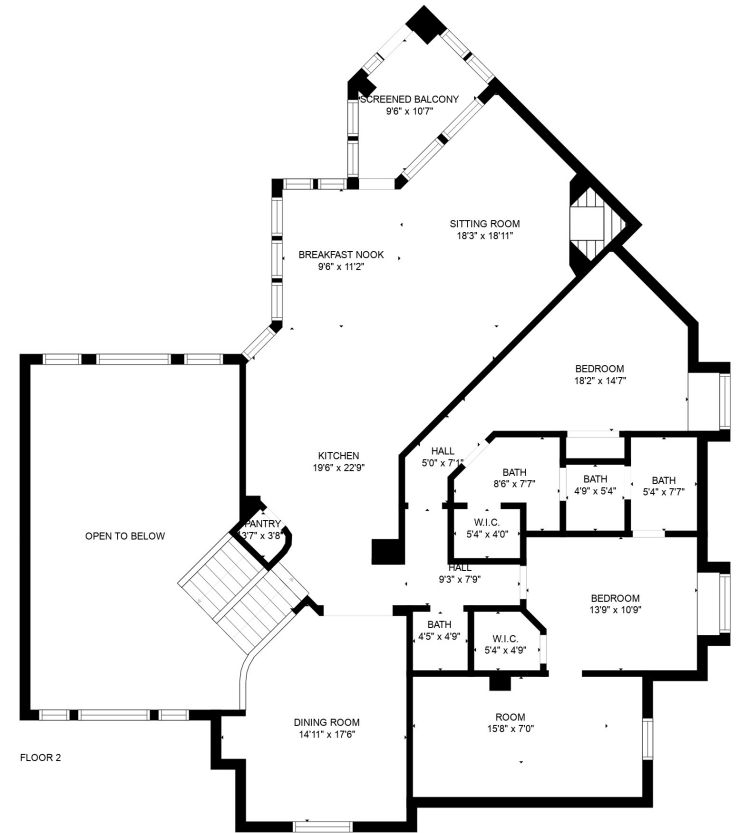 SCREENED BALCONY
9'6" x 10'7"
SITTING ROOM
18'3" x 18'11"
BREAKFAST NOOK
9'6" x 11'2"
BEDROOM
18'2" x 14'7"
HALL
5'0" x 7'1"
KITCHEN
19'6" x 22'9"
BATH
8'6" x 7'7"
BATH
4'9" x 5'4"
BATH
5'4" x 7'7"
PANTRY
3'7" x 3'8"
W.I.C.
5'4" x 4'0"
OPEN TO BELOW
HALL
9'3" x 7'9"
BEDROOM
13'9" x 10'9"
BATH
4'5" x 4'9"
W.I.C.
5'4" x 4'9"
DINING ROOM
14'11" x 17'6"
ROOM
15'8" x 7'0"
FLOOR 2